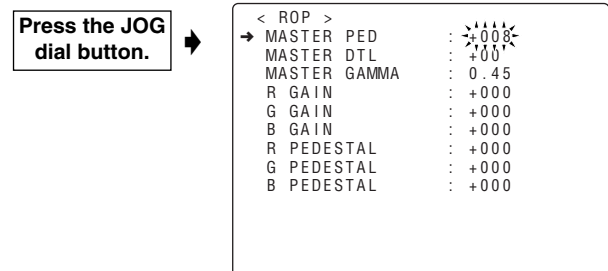 Press the JOG
dial button.
< ROP >
MASTER PED : +008
MASTER DTL : +00
MASTER GAMMA : 0.45
R GAIN : +000
G GAIN : +000
B GAIN : +000
R PEDESTAL : +000
G PEDESTAL : +000
B PEDESTAL : +000